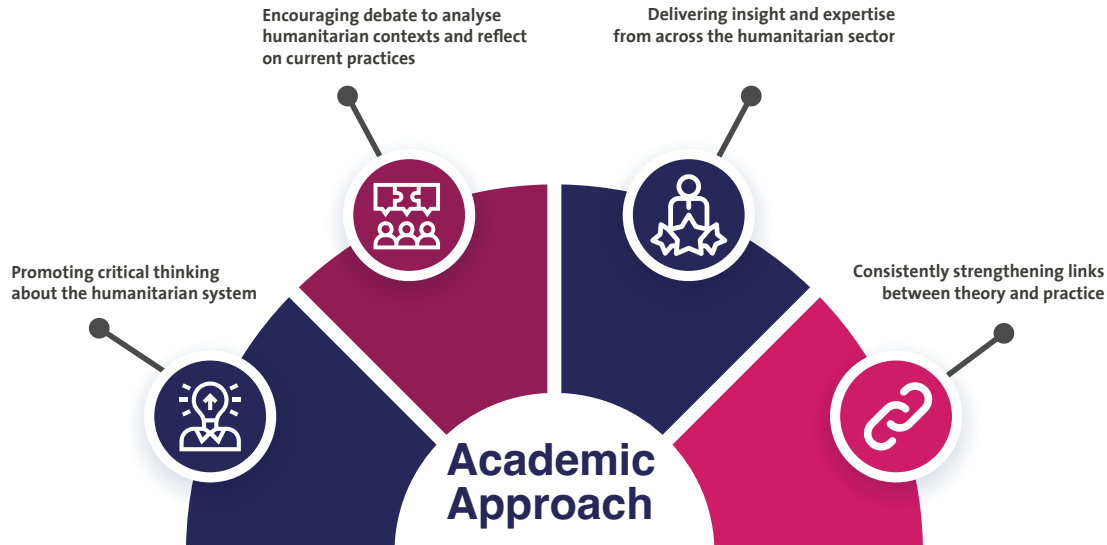 Encouraging debate to analyse
humanitarian contexts and reflect
on current practices
Delivering insight and expertise
from across the humanitarian sector
Promoting critical thinking
about the humanitarian system
Consistently strengthening links
between theory and practice
Academic
Approach